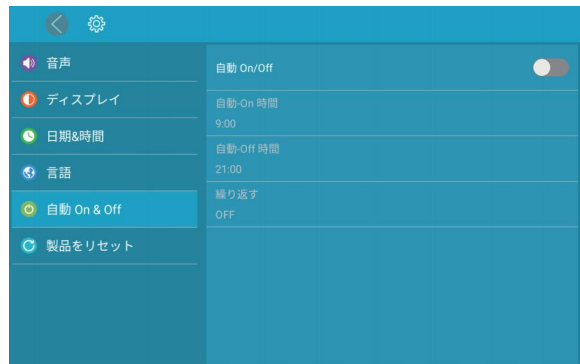 音声
ディスプレイ
日期&時間
言語
自動 On & Off
製品をリセット
自動 On/Off
自動-On 時間
9:00
自動-Off 時間
21:00
繰り返す
OFF